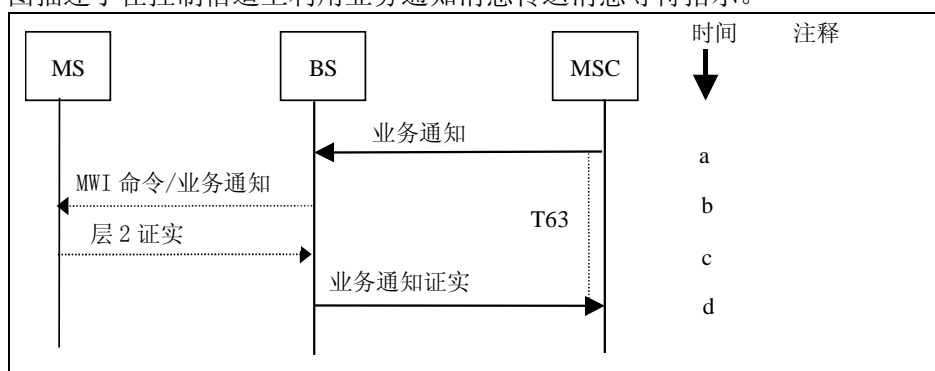 图描述了在控制信道上利用业务通知消息传送消息等待指示。
时间 注释
MS BS MSC
业务通知
a
MWI 命令/业务通知
b
T63
层 2 证实
c
业务通知证实
d